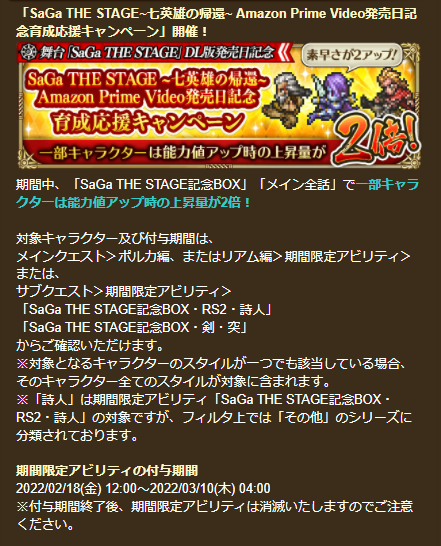 「SaGa THE STAGE~七英雄の帰還~ Amazon Prime Video発売日記
念育成応援キャンペーン」開催！
舞台「SaGa THE STAGE」DL版発売日記念
素早さが2アップ!
SaGa THE STAGE ～七英雄の帰還～
Amazon Prime Video発売日記念
育成応援キャンペーン
一部キャラクターは能力値アップ時の上昇量が
2倍!
期間中、「SaGa THE STAGE記念BOX」「メイン全話」で一部キャラ
クターは能力値アップ時の上昇量が2倍！
対象キャラクター及び付与期間は、
メインクエスト＞ポルカ編、またはリアム編＞期間限定アビリティ＞
または、
サブクエスト＞期間限定アビリティ＞
「SaGa THE STAGE記念BOX・RS2・詩人」
「SaGa THE STAGE記念BOX・剣・突」
からご確認いただけます。
※対象となるキャラクターのスタイルが一つでも該当している場合、
そのキャラクター全てのスタイルが対象に含まれます。
※「詩人」は期間限定アビリティ「SaGa THE STAGE記念BOX・
RS2・詩人」の対象ですが、フィルタ上では「その他」のシリーズに
分類されております。
期間限定アビリティの付与期間
2022/02/18(金) 12:00～2022/03/10(木) 04:00
※付与期間終了後、期間限定アビリティは消滅いたしますのでご注意
ください。